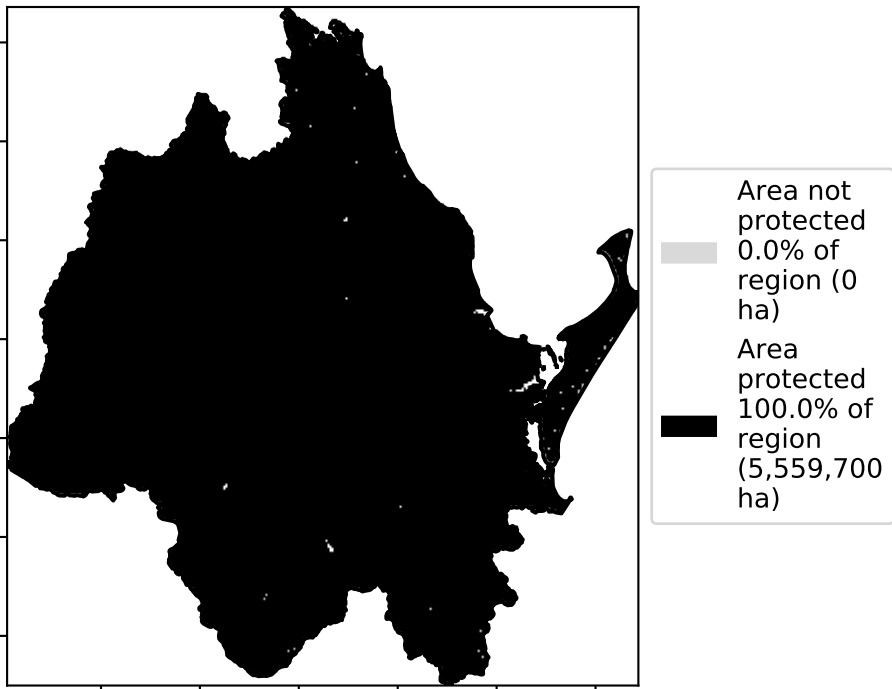 Area not
protected
0.0% of
region (0
ha)
Area
protected
100.0% of
region
(5,559,700
ha)